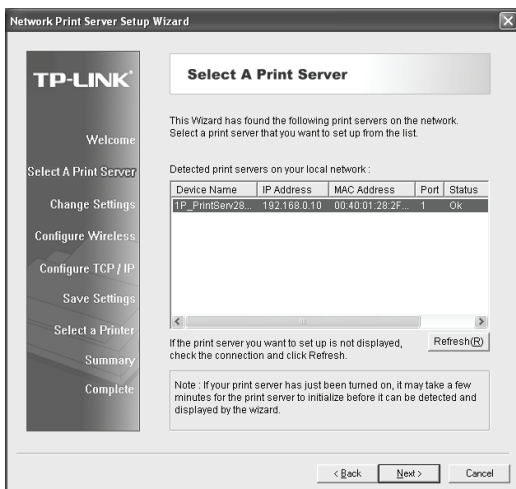 Network Print Server Setup Wizard
TP-LINK
Welcome
Select A Print Server
Change Settings
Configure Wireless
Configure TCP / IP
Save Settings
Select a Printer
Summary
Complete
Select A Print Server
This Wizard has found the following print servers on the network.
Select a print server that you want to set up from the list.
Detected print servers on your local network :
Device Name IP Address MAC Address Port Status
1P_PrintServ28... 192.168.0.10 00:40:01:28:2F... 1 Ok
If the print server you want to set up is not displayed,
check the connection and click Refresh.
Refresh(R)
Note : If your print server has just been turned on, it may take a few
minutes for the print server to initialize before it can be detected and
displayed by the wizard.
< Back
Next >
Cancel